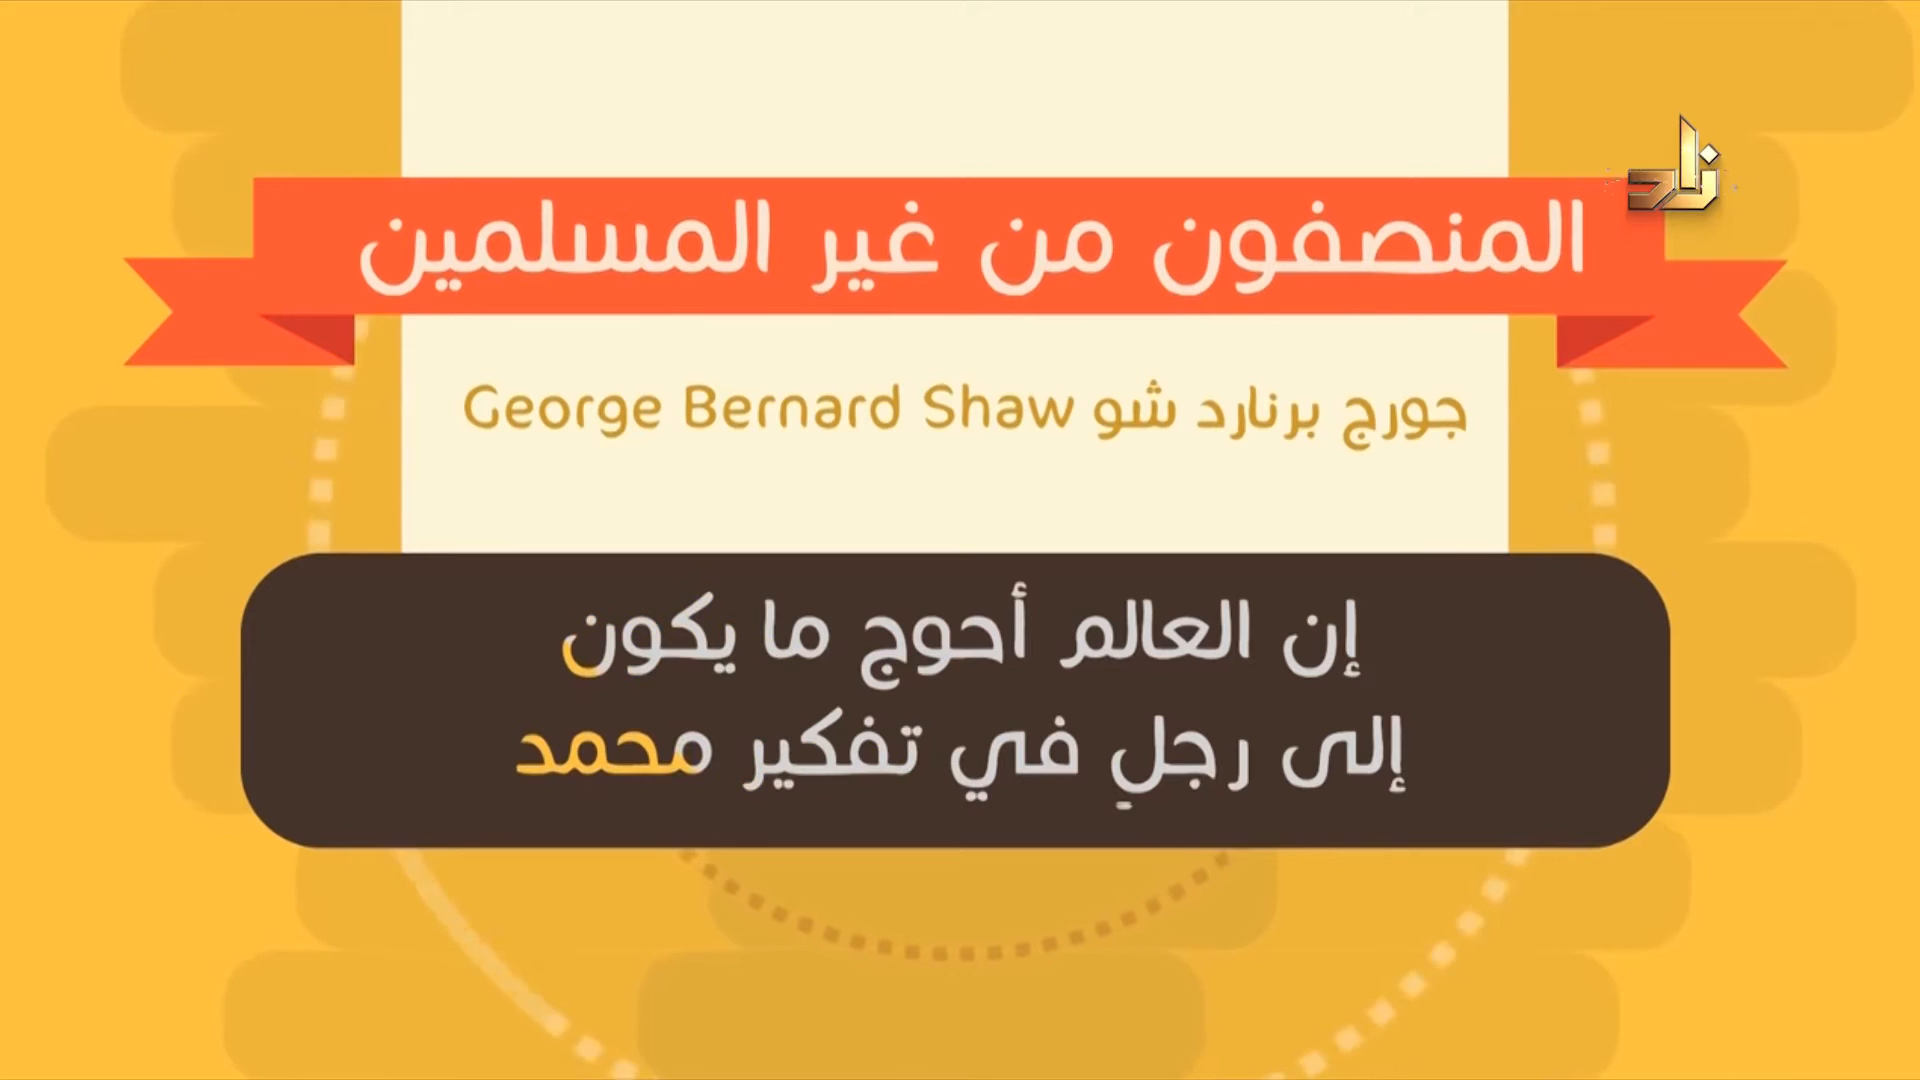 زاد
المنصفون من غير المسلمين
جورج برنارد شو George Bernard Shaw
إن العالم أحوج ما يكون
إلى رجلٍ في تفكير محمد